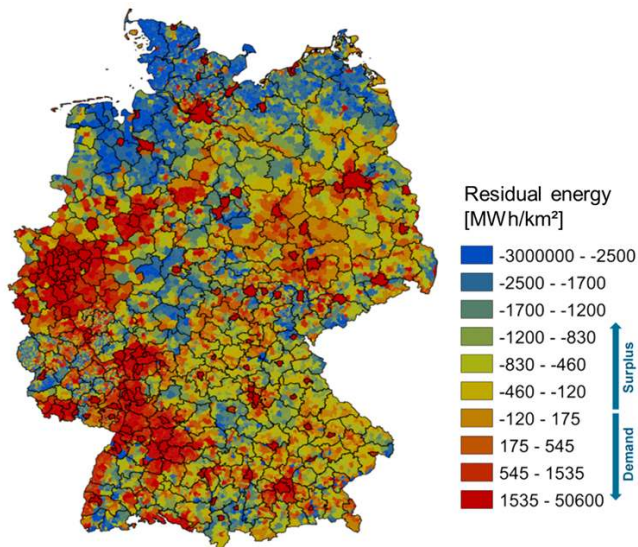 Residual energy
[MWh/km²]
-3000000 - -2500
-2500 - -1700
-1700 - -1200
-1200 - -830
-830 - -460
-460 - -120
-120 - 175
175 - 545
545 - 1535
1535 - 50600
Surplus
Demand